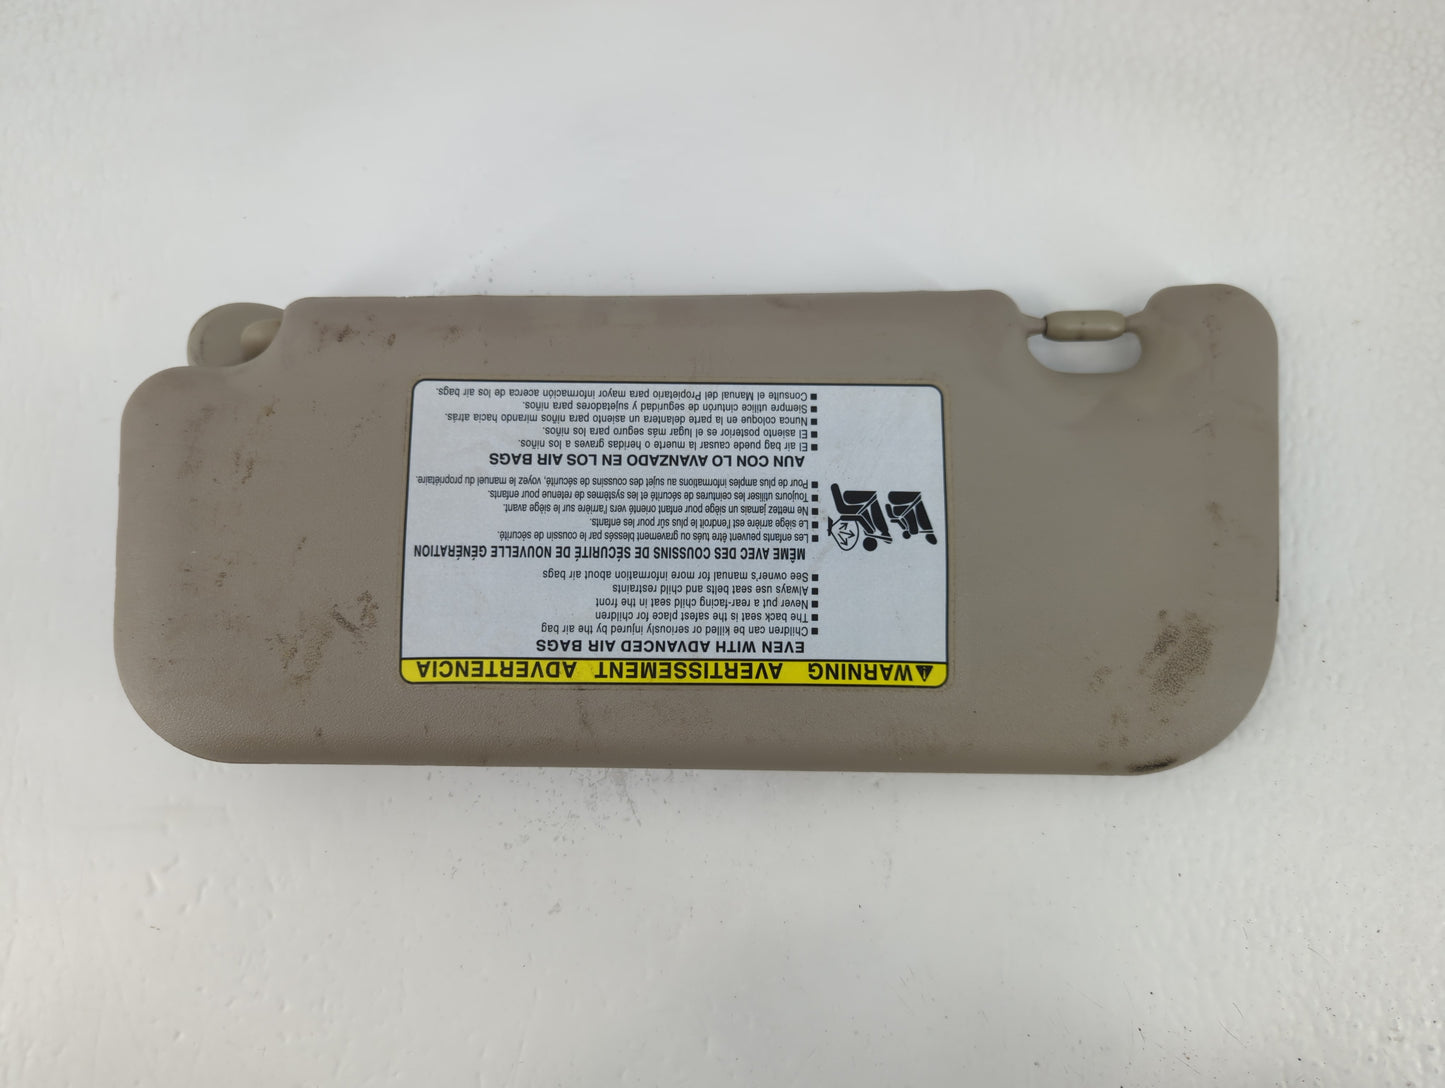 WARNING AVERTISSEMENT ADVERTENCIA
EVEN WITH ADVANCED AIR BAGS
■ Children can be killed or seriously injured by the air bag
■ The back seat is the safest place for children
■ Never put a rear-facing child seat in the front
■ Always use seat belts and child restraints
■ See owner's manual for more information about air bags
MÊME AVEC DES COUSSINS DE SÉCURITÉ DE NOUVELLE GÉNÉRATION
■ Les enfants peuvent être tués ou gravement blessés par le coussin de sécurité.
■ Le siège arrière est l'endroit le plus sûr pour les enfants.
■ Ne mettez jamais un siège pour enfant orienté vers l'arrière sur le siège avant.
■ Toujours utiliser les ceintures de sécurité et les systèmes de retenue pour enfants.
■ Pour de plus amples informations au sujet des coussins de sécurité, voyez le manuel du propriétaire.
AUN CON LO AVANZADO EN LOS AIR BAGS
■ El air bag puede causar la muerte o heridas graves a los niños.
■ El asiento posterior es el lugar más seguro para los niños.
■ Nunca coloque en la parte delantera un asiento para niños mirando hacia atrás.
■ Siempre utilice cinturón de seguridad y sujetadores para niños.
■ Consulte el Manual del Propietario para mayor información acerca de los air bags.